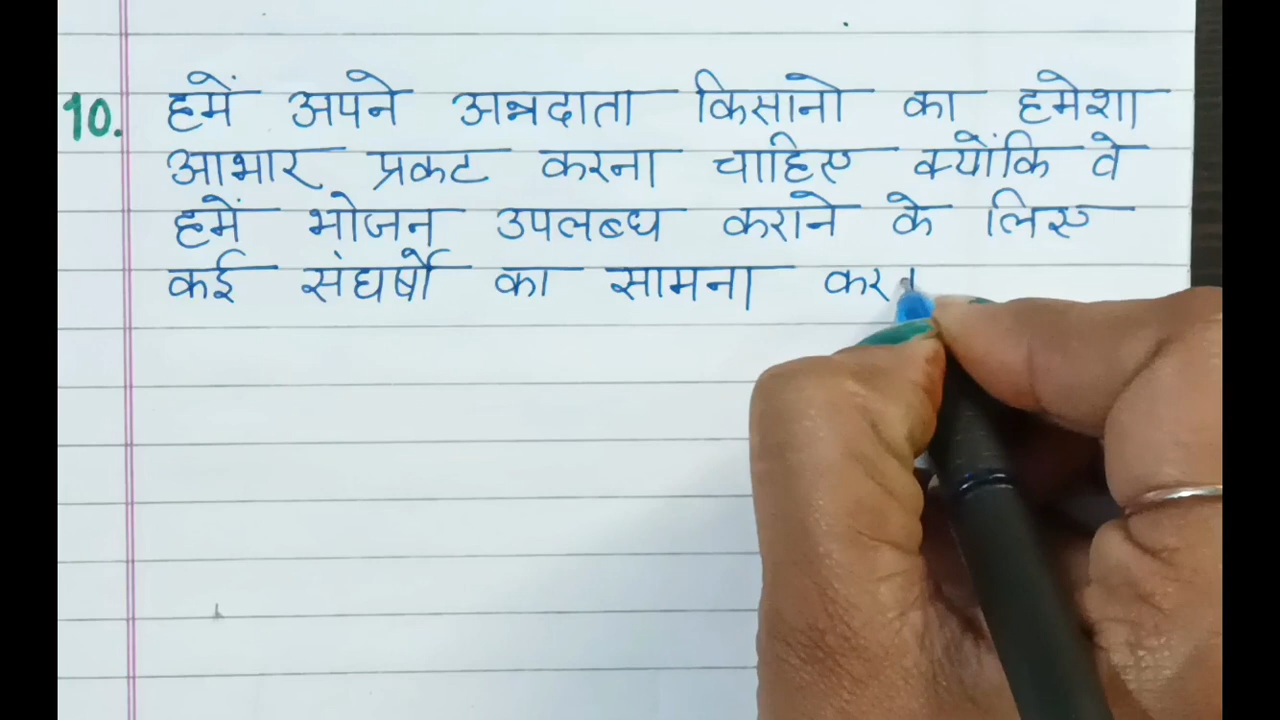 10. हमें अपने अन्नदाता किसानो का हमेशा
आभार प्रकट करना चाहिए क्योंकि वे
हमें भोजन उपलब्ध कराने के लिए
कई संघर्षों का सामना कर